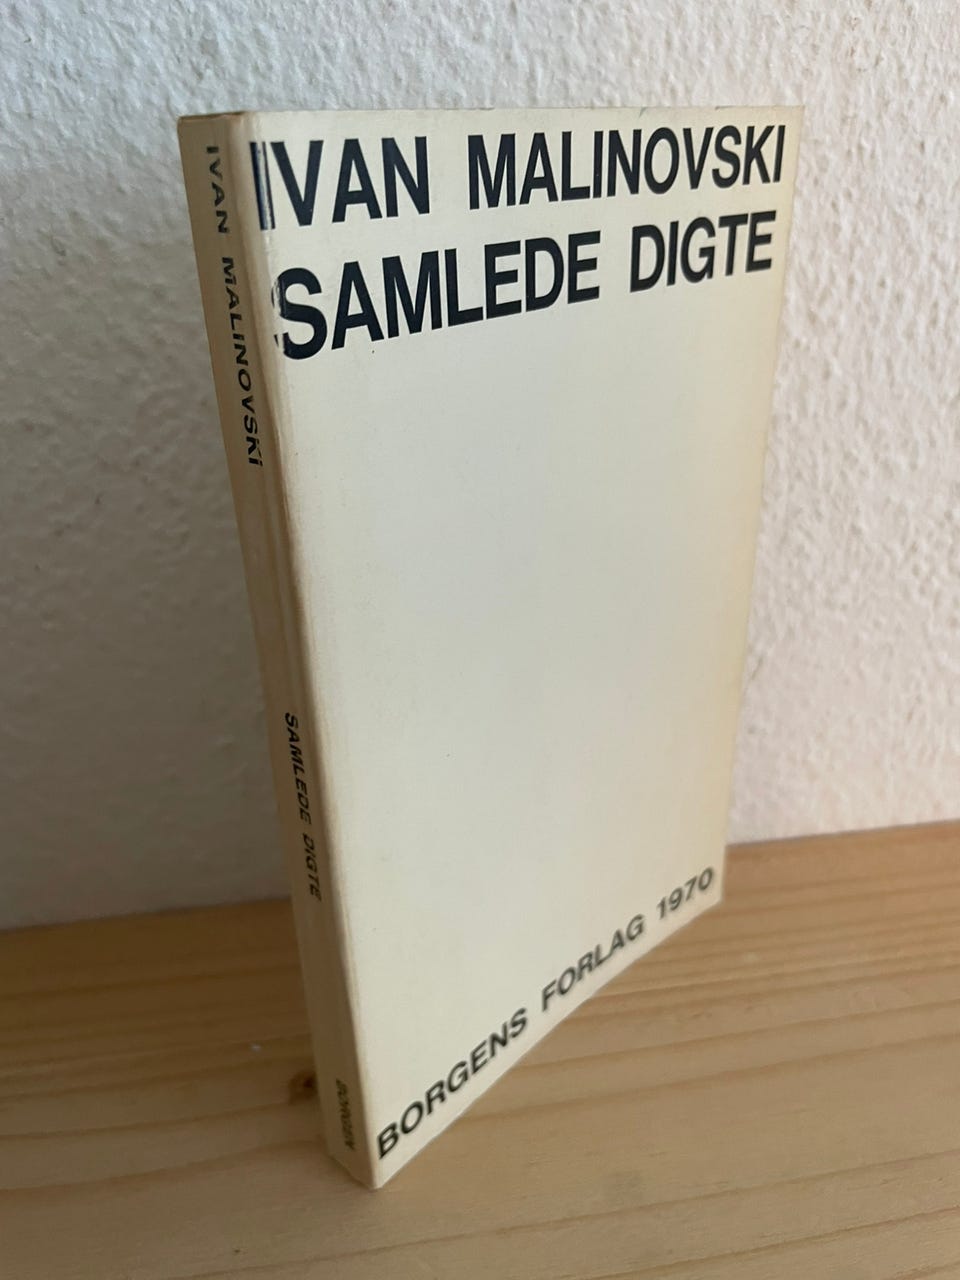 IVAN MALINOVSKI
SAMLEDE DIGTE
BORGENS FORLAG 1970
IVAN MALINOVSKI
SAMLEDE DIGTE
BORGEN